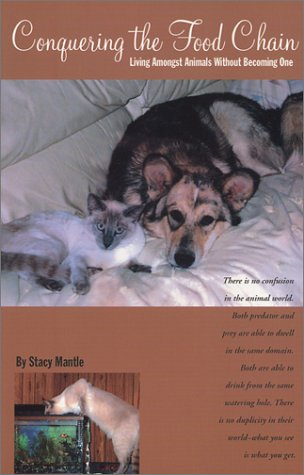 Conquering the Food Chain
Living Amongst Animals Without Becoming One
There is no confusion
in the animal world.
Both predator and
prey are able to dwell
in the same domain.
Both are able to
drink from the same
watering hole. There
is no duplicity in their
world-what you see
is what you get.
By Stacy Mantle